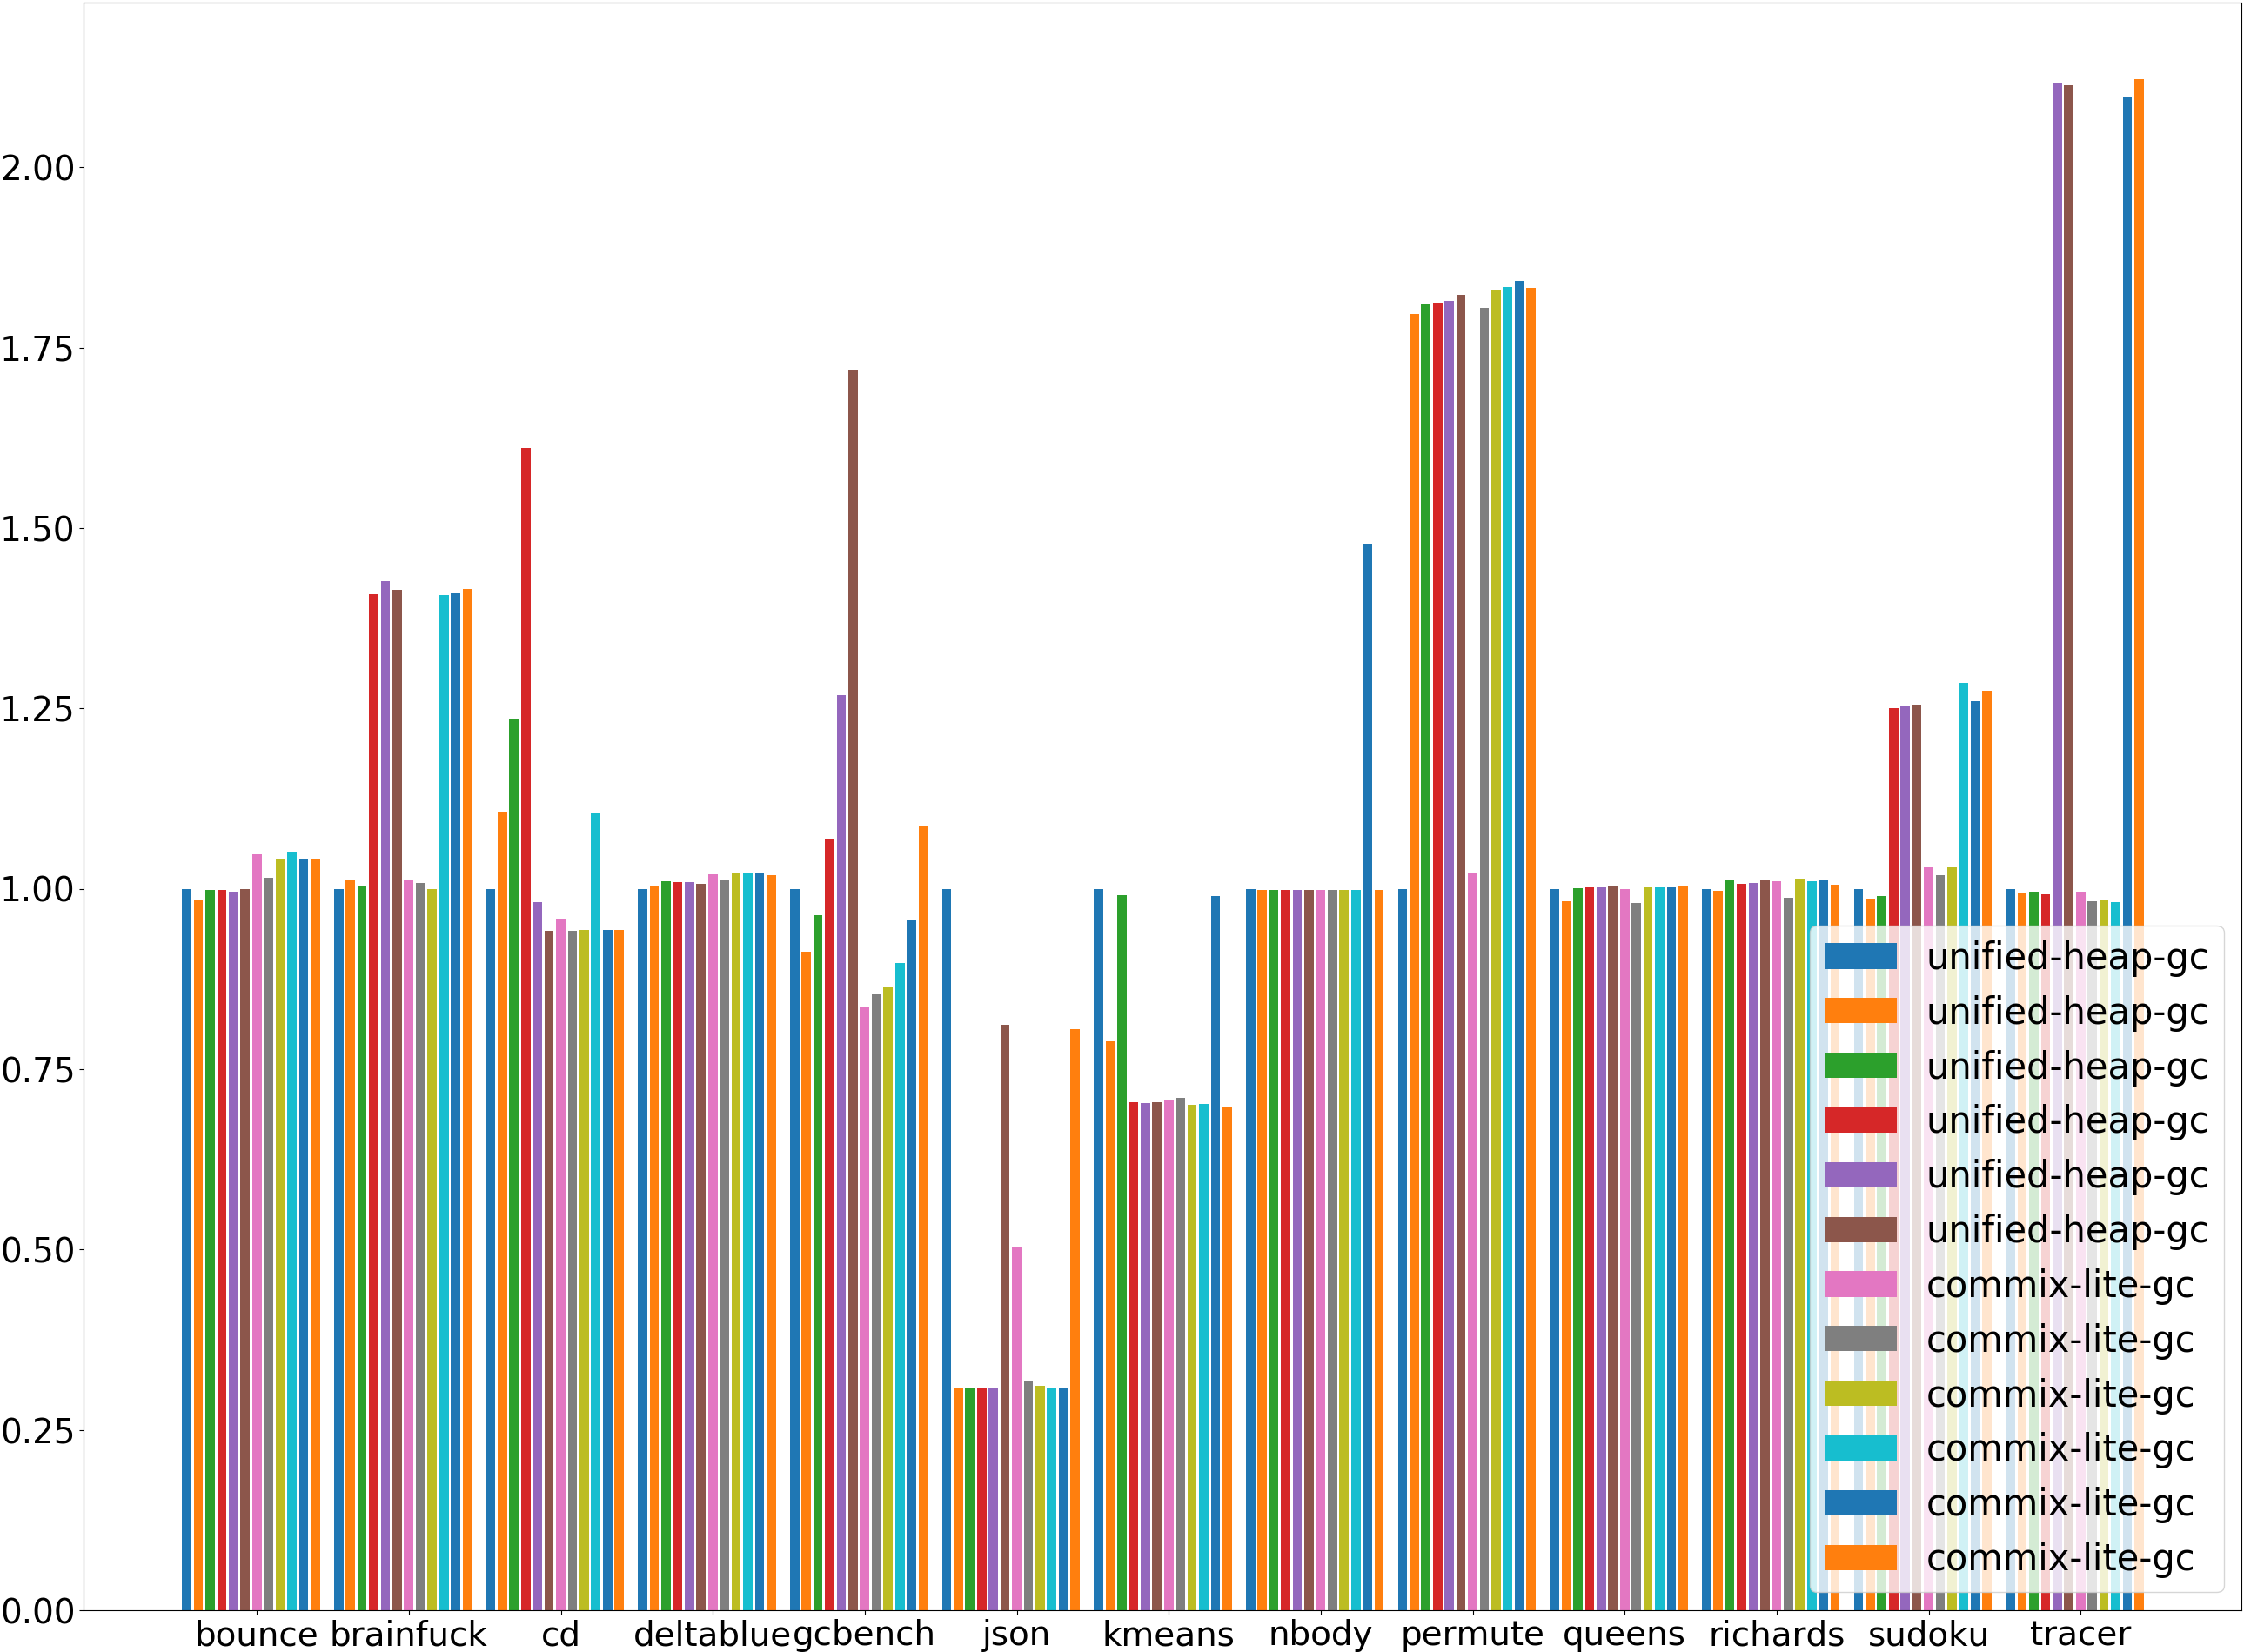 2.00
1.75
1.50
1.25
1.00
0.75
0.50
0.25
0.00
bounce brainfuck cd deltablue gcbench json kmeans nbody permute queens richards sudoku tracer
unified-heap-gc
unified-heap-gc
unified-heap-gc
unified-heap-gc
unified-heap-gc
unified-heap-gc
commix-lite-gc
commix-lite-gc
commix-lite-gc
commix-lite-gc
commix-lite-gc
commix-lite-gc